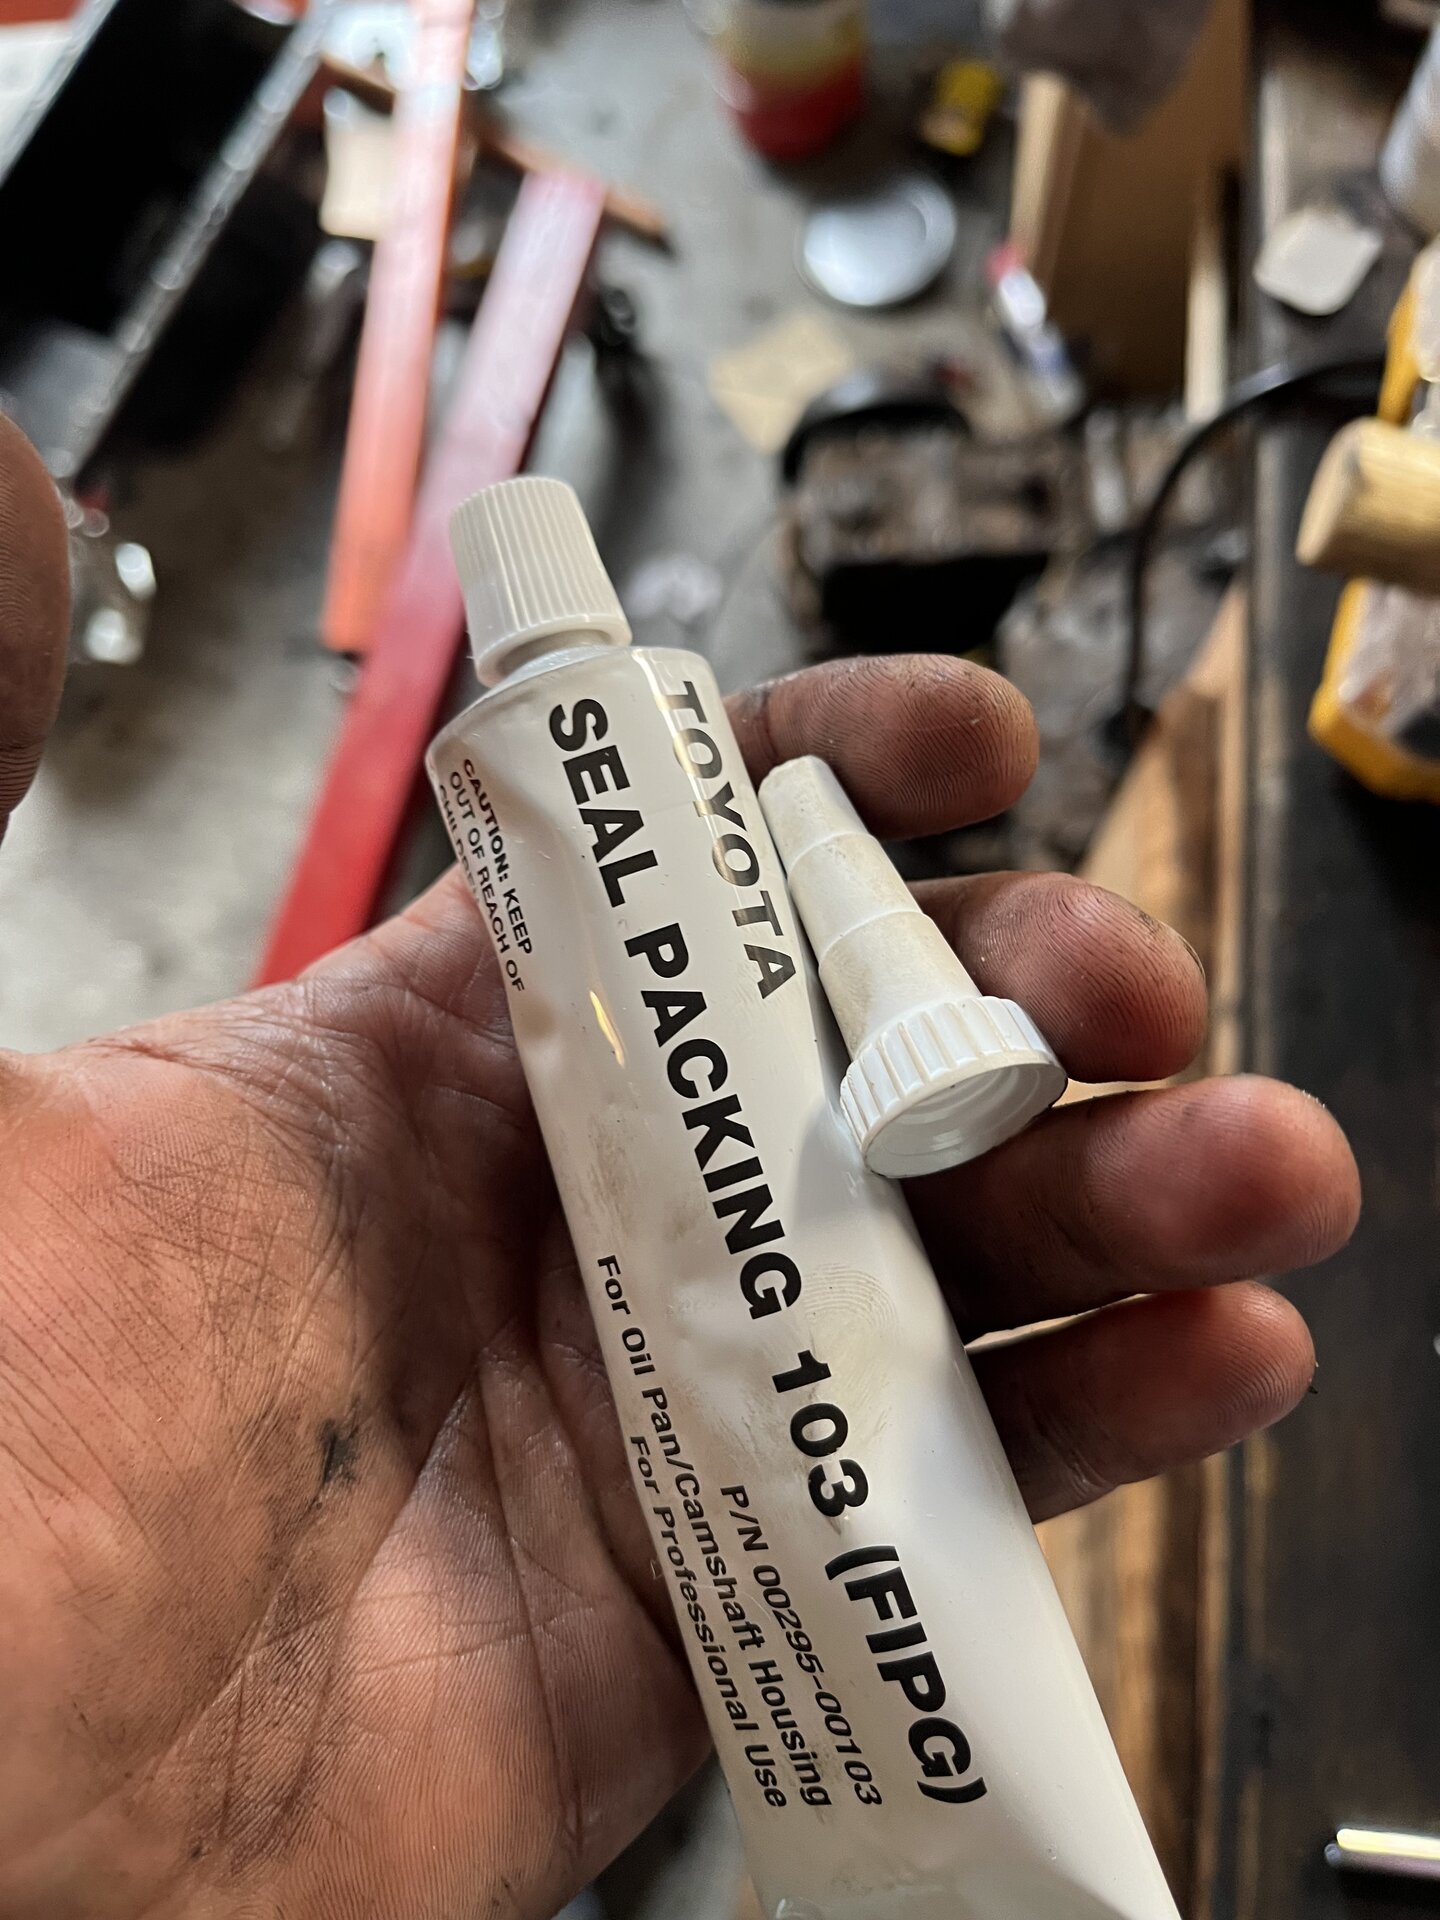 TOYOTA
SEAL PACKING 103 (FIPG)
P/N 00295-00103
For Oil Pan/Camshaft Housing
For Professional Use
CAUTION: KEEP
OUT OF REACH OF
CHILDREN